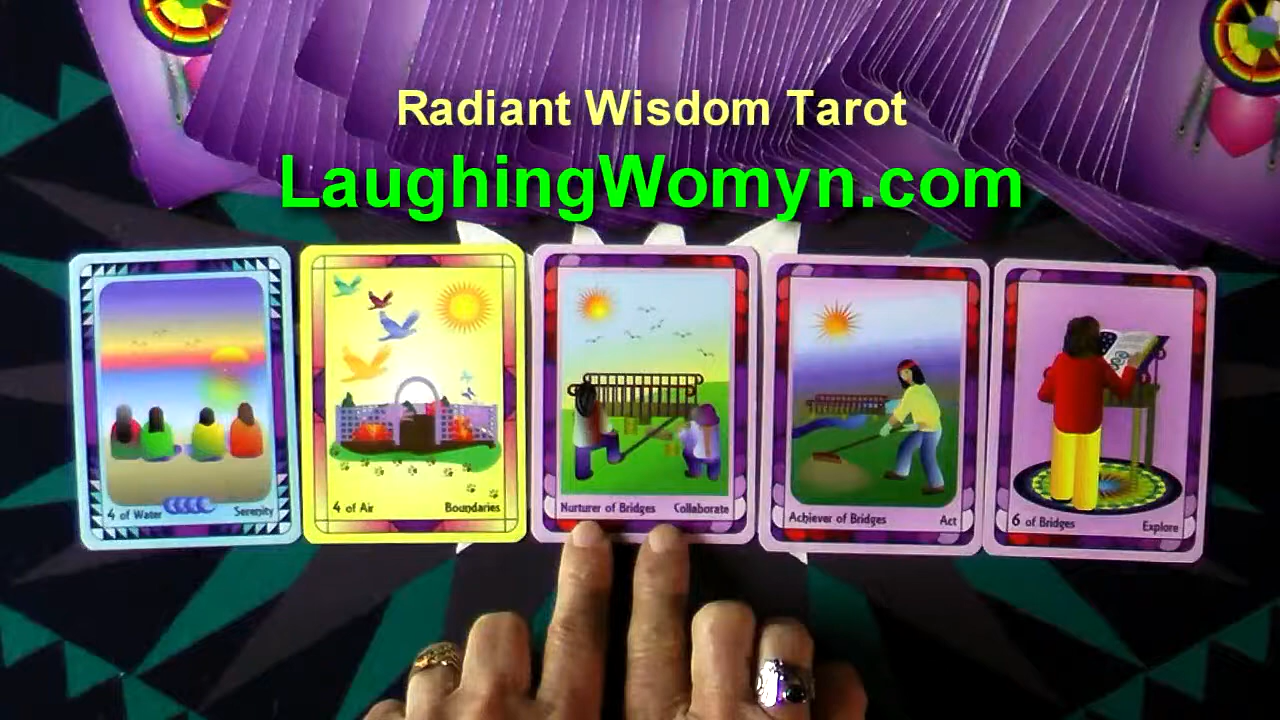 Radiant Wisdom Tarot
LaughingWomyn.com
4 of Water Serenity
4 of Air Boundaries
Nurturer of Bridges Collaborate
Achiever of Bridges Act
6 of Bridges Explore